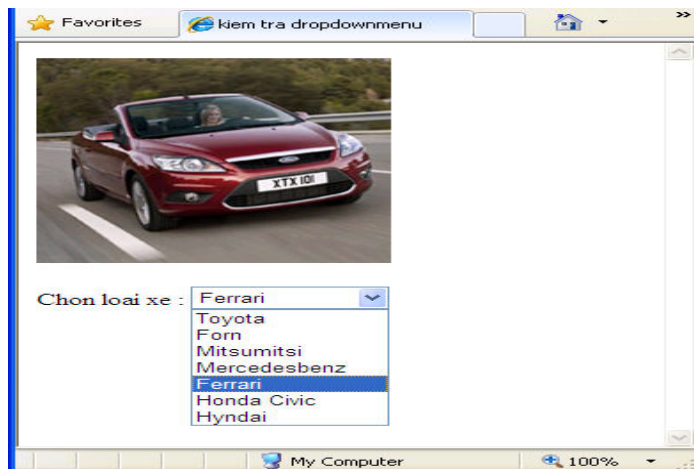 Favorites
kiem tra dropdownmenu
»
XTX 101
Chon loai xe :
Ferrari
Toyota
Forn
Mitsumitsi
Mercedesbenz
Ferrari
Honda Civic
Hyndai
My Computer
100%